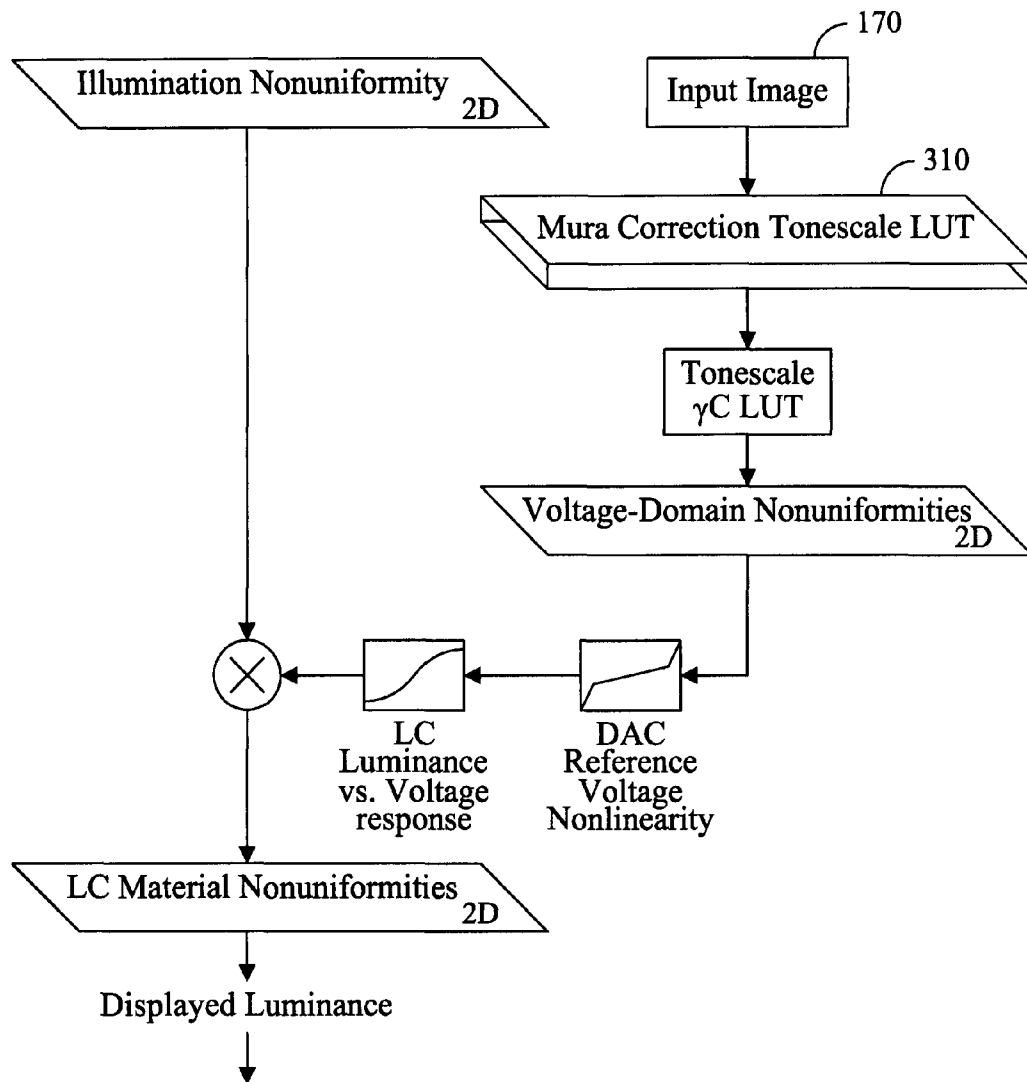 170
Illumination Nonuniformity
2D
Input Image
310
Mura Correction Tonescale LUT
Tonescale
γC LUT
Voltage-Domain Nonuniformities
2D
LC
Luminance
vs. Voltage
response
DAC
Reference
Voltage
Nonlinearity
LC Material Nonuniformities
2D
Displayed Luminance